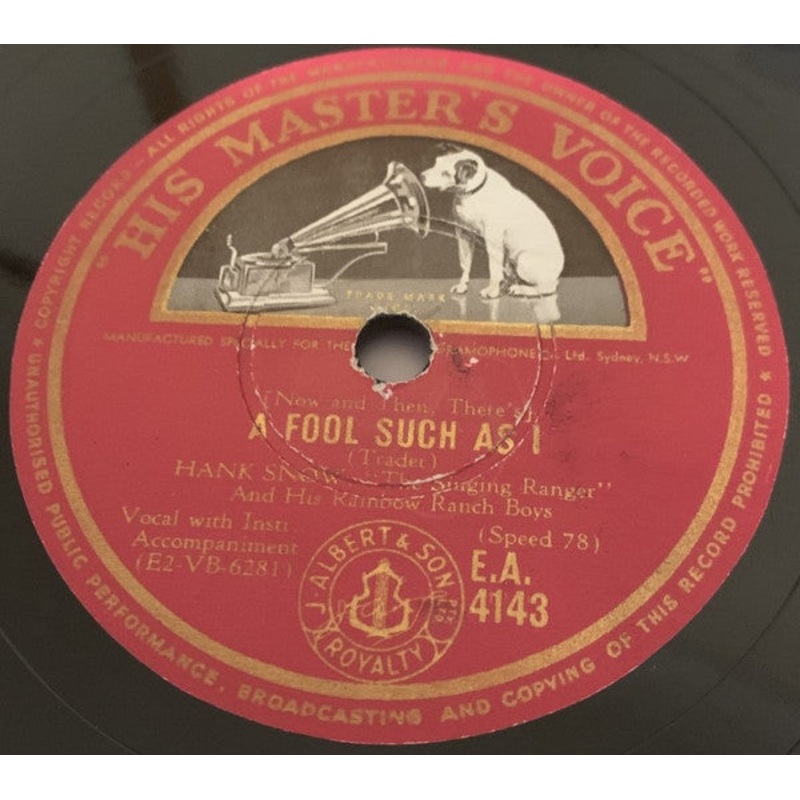 COPYRIGHT RECORD — ALL RIGHTS OF THE MANUFACTURER AND THE OWNER OF THE RECORDED WORK RESERVED ★
"HIS MASTER'S VOICE"
TRADE MARK
MANUFACTURED SPECIALLY FOR THE GRAMOPHONE Co Ltd. Sydney, N.S.W
(Now and Then, There's)
A FOOL SUCH AS I
(Trader)
HANK SNOW "The Singing Ranger"
And His Rainbow Ranch Boys
Vocal with Inst
Accompaniment
(E2-VB-6281)
(Speed 78)
E.A.
4143
J. ALBERT & SON
ROYALTY
★ UNAUTHORISED PUBLIC PERFORMANCE, BROADCASTING AND COPYING OF THIS RECORD PROHIBITED ★